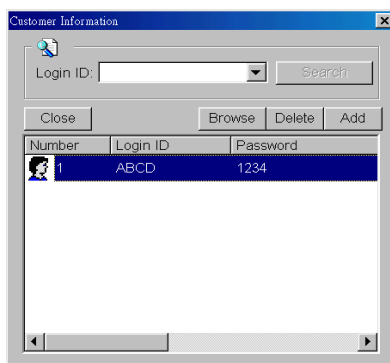 Customer Information
Login ID:
Search
Close Browse Delete Add
Number Login ID Password
1 ABCD 1234